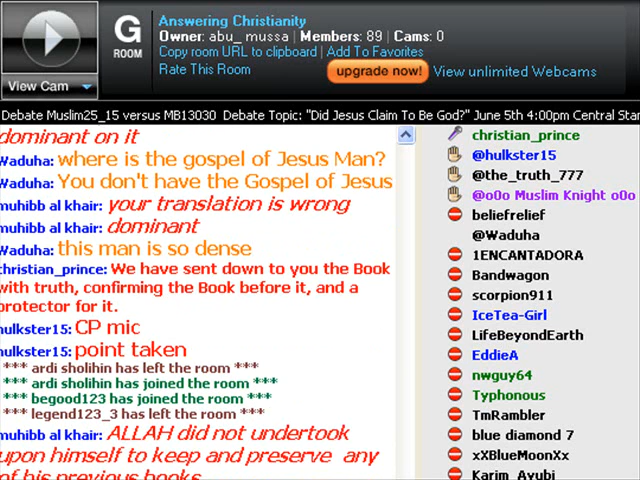 Answering Christianity
G
ROOM
Owner: abu_ mussa | Members: 89 | Cams: 0
Copy room URL to clipboard | Add To Favorites
Rate This Room
upgrade now!
View unlimited Webcams
View Cam
Debate Muslim25_15 versus MB13030 Debate Topic: "Did Jesus Claim To Be God?" June 5th 4:00pm Central Star
dominant on it
Waduha: where is the gospel of Jesus Man?
Waduha: You don't have the Gospel of Jesus
muhibb al khair: your translation is wrong
muhibb al khair: dominant
Waduha: this man is so dense
christian_prince: We have sent down to you the Book
with truth, confirming the Book before it, and a
protector for it.
hulkster15: CP mic
hulkster15: point taken
*** ardi sholihin has left the room ***
*** ardi sholihin has joined the room ***
*** begood123 has joined the room ***
*** legend123_3 has left the room ***
muhibb al khair: ALLAH did not undertook
upon himself to keep and preserve any
of his previous books
christian_prince
@hulkster15
@the_truth_777
@o0o Muslim Knight o0o
beliefrelief
@Waduha
1ENCANTADORA
Bandwagon
scorpion911
IceTea-Girl
LifeBeyondEarth
EddieA
nwguy64
Typhonous
TmRambler
blue diamond 7
xXBlueMoonXx
Karim_Ayubi